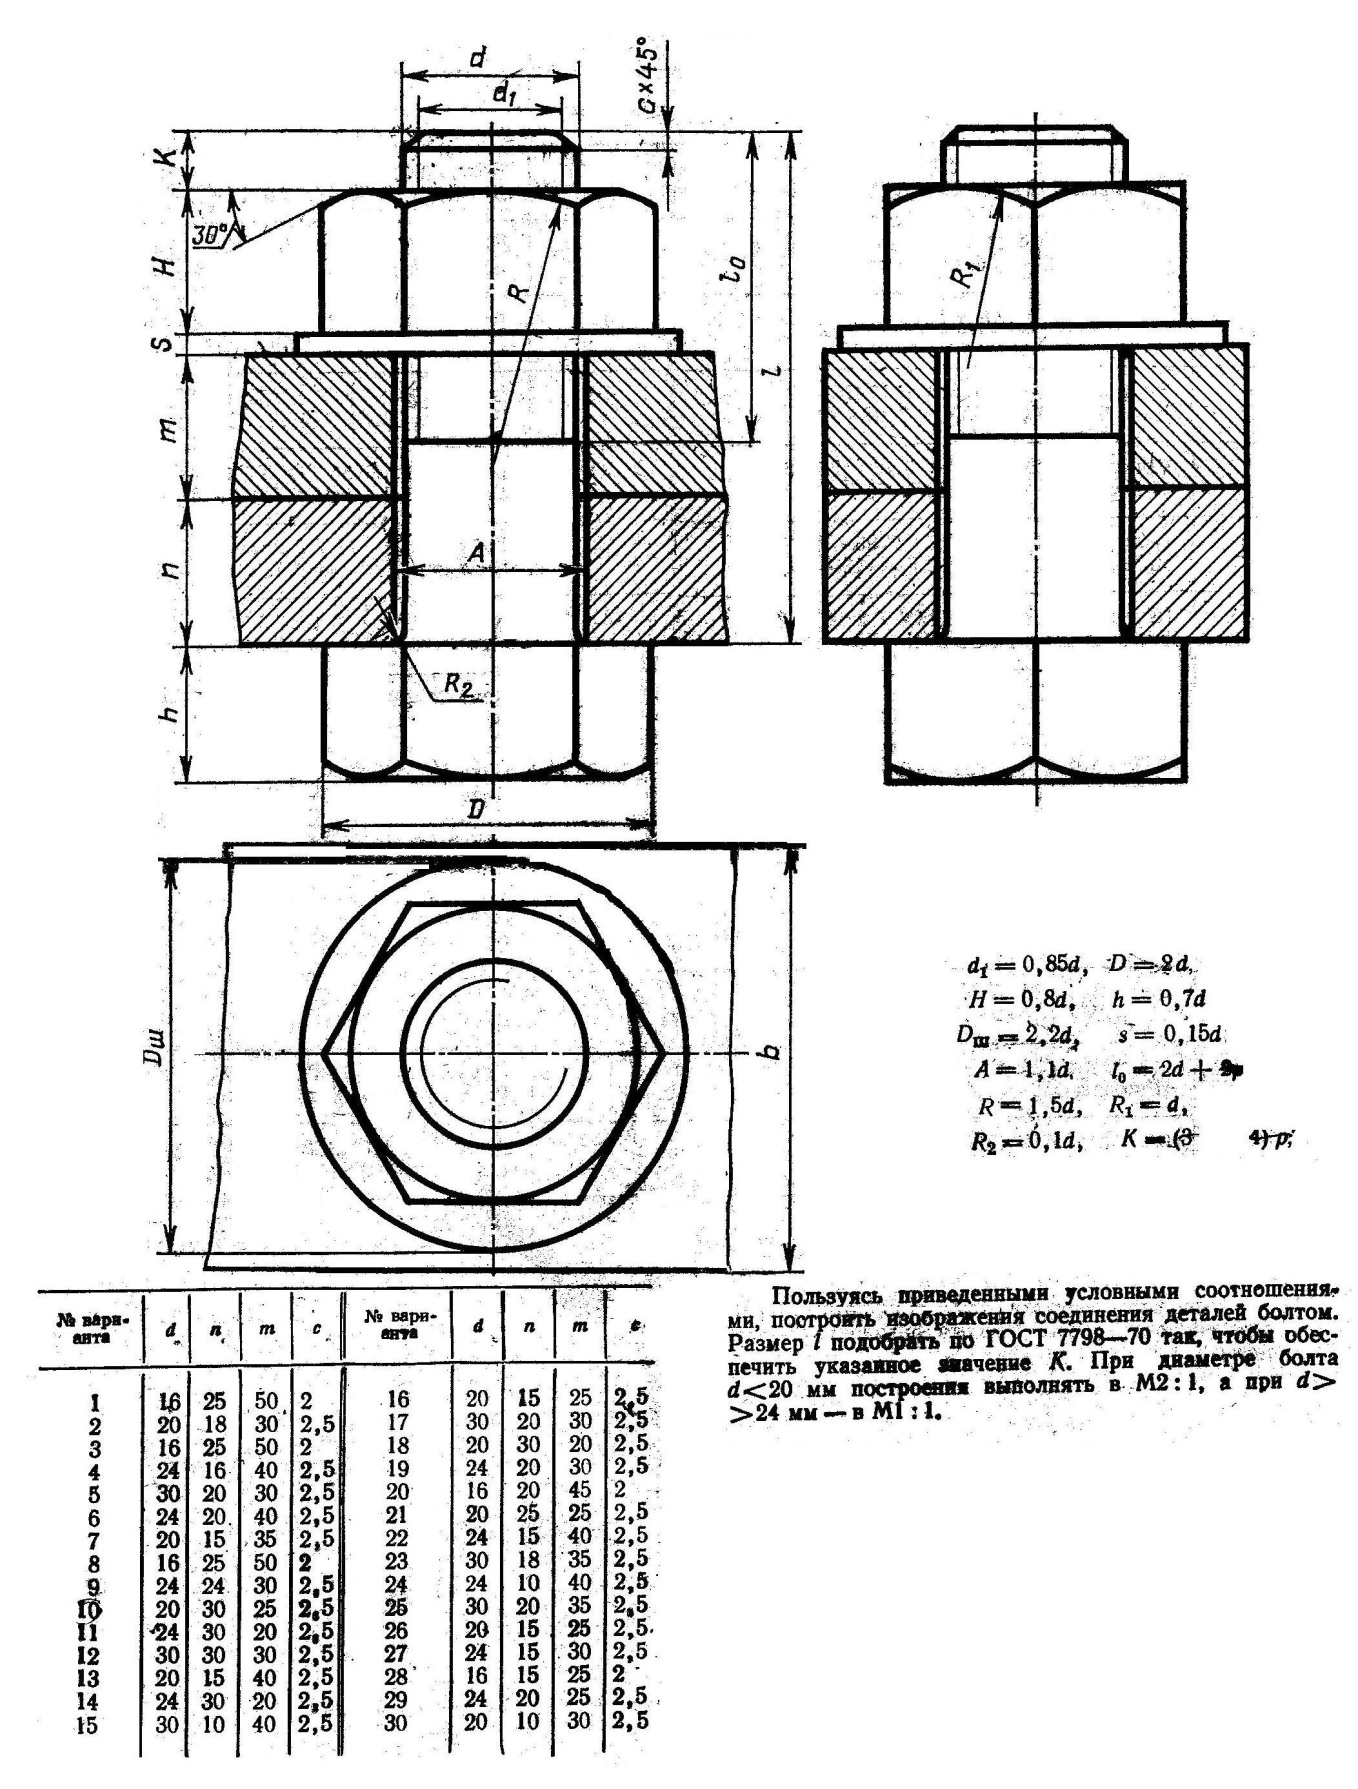 d
d₁
c×45°
K
30°
H
R
l₀
l
R₁
S
m
n
A
R₂
h
D
Dш
b
d₁ = 0,85d, D = 2d,
H = 0,8d, h = 0,7d
Dш = 2,2d, s = 0,15d
A = 1,1d, l₀ = 2d +
R = 1,5d, R₁ = d,
R₂ = 0,1d, K = (3 4) p;
Пользуясь приведенными условными соотношения-
ми, построить изображения соединения деталей болтом.
Размер l подобрать по ГОСТ 7798—70 так, чтобы обес-
печить указанное значение K. При диаметре болта
d<20 мм построения выполнять в М2 : 1, а при d>
>24 мм — в М1 : 1.
№ вари- анта d n m c № вари- анта d n m c
1 16 25 50 2 16 20 15 25 2,5
2 20 18 30 2,5 17 30 20 30 2,5
3 16 25 50 2 18 20 30 20 2,5
4 24 16 40 2,5 19 24 20 30 2,5
5 30 20 30 2,5 20 16 20 45 2
6 24 20 40 2,5 21 20 25 25 2,5
7 20 15 35 2,5 22 24 15 40 2,5
8 16 25 50 2 23 30 18 35 2,5
9 24 24 30 2,5 24 24 10 40 2,5
10 20 30 25 2,5 25 30 20 35 2,5
11 24 30 20 2,5 26 20 15 25 2,5
12 30 30 30 2,5 27 24 15 30 2,5
13 20 15 40 2,5 28 16 15 25 2
14 24 30 20 2,5 29 24 20 25 2,5
15 30 10 40 2,5 30 20 10 30 2,5